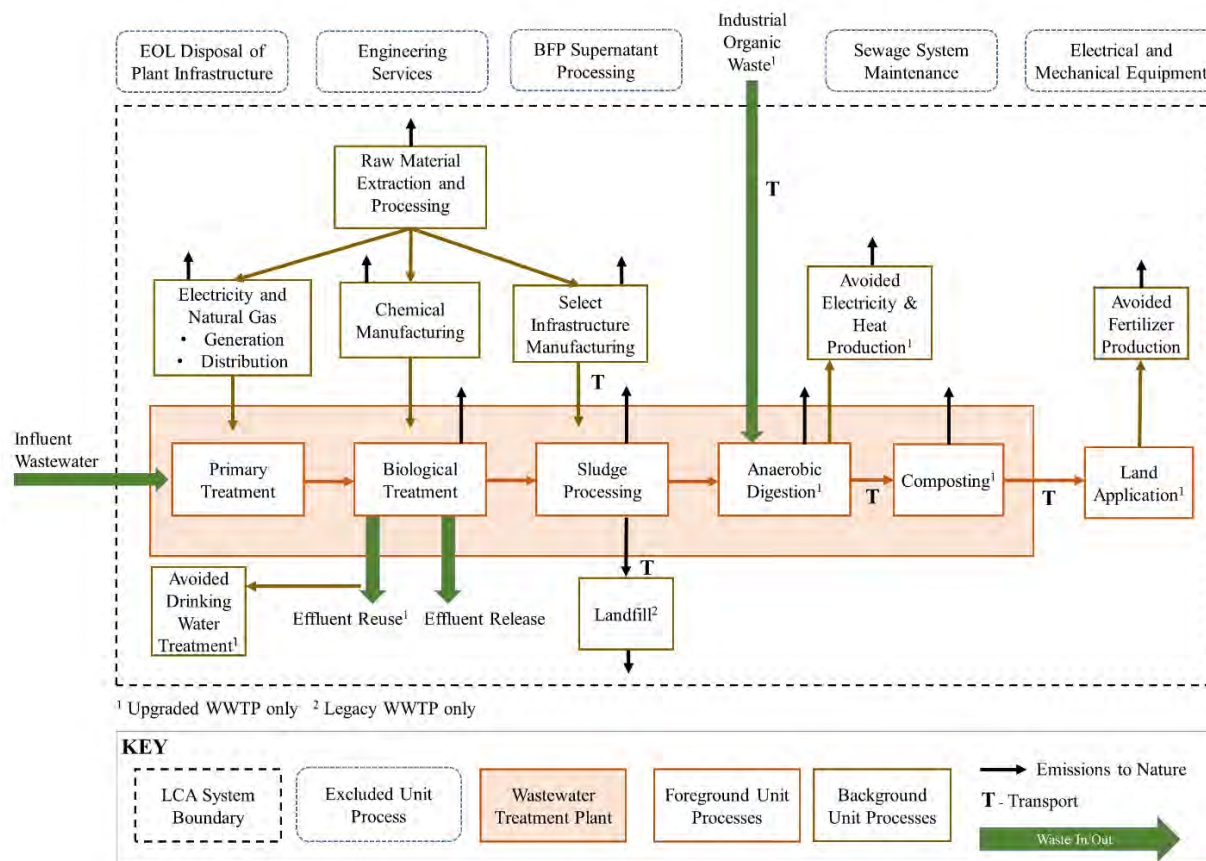 EOL Disposal of
Plant Infrastructure
Engineering
Services
BFP Supernatant
Processing
Industrial
Organic
Waste¹
Sewage System
Maintenance
Electrical and
Mechanical Equipment
Raw Material
Extraction and
Processing
T
Electricity and
Natural Gas
• Generation
• Distribution
Chemical
Manufacturing
Select
Infrastructure
Manufacturing
Avoided
Electricity &
Heat
Production¹
Avoided
Fertilizer
Production
T
Influent
Wastewater
Primary
Treatment
Biological
Treatment
Sludge
Processing
Anaerobic
Digestion¹
T
Composting¹
T
Land
Application¹
Avoided
Drinking
Water
Treatment¹
Effluent Reuse¹
Effluent Release
T
Landfill²
¹ Upgraded WWTP only ² Legacy WWTP only
KEY
LCA System
Boundary
Excluded Unit
Process
Wastewater
Treatment Plant
Foreground Unit
Processes
Background
Unit Processes
Emissions to Nature
T - Transport
Waste In/Out